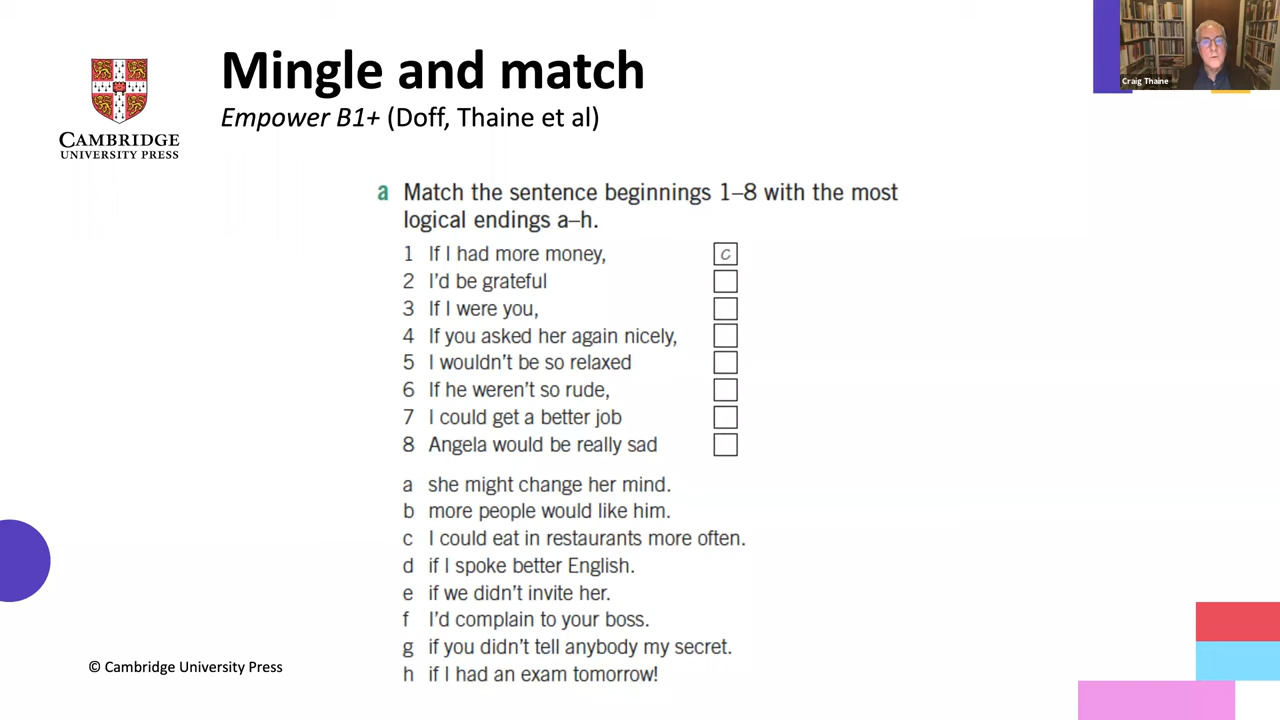 Mingle and match
Empower B1+ (Doff, Thaine et al)
CAMBRIDGE
UNIVERSITY PRESS
Craig Thaine
a Match the sentence beginnings 1–8 with the most
logical endings a–h.
1 If I had more money, c
2 I'd be grateful
3 If I were you,
4 If you asked her again nicely,
5 I wouldn't be so relaxed
6 If he weren't so rude,
7 I could get a better job
8 Angela would be really sad
a she might change her mind.
b more people would like him.
c I could eat in restaurants more often.
d if I spoke better English.
e if we didn't invite her.
f I'd complain to your boss.
g if you didn't tell anybody my secret.
h if I had an exam tomorrow!
© Cambridge University Press